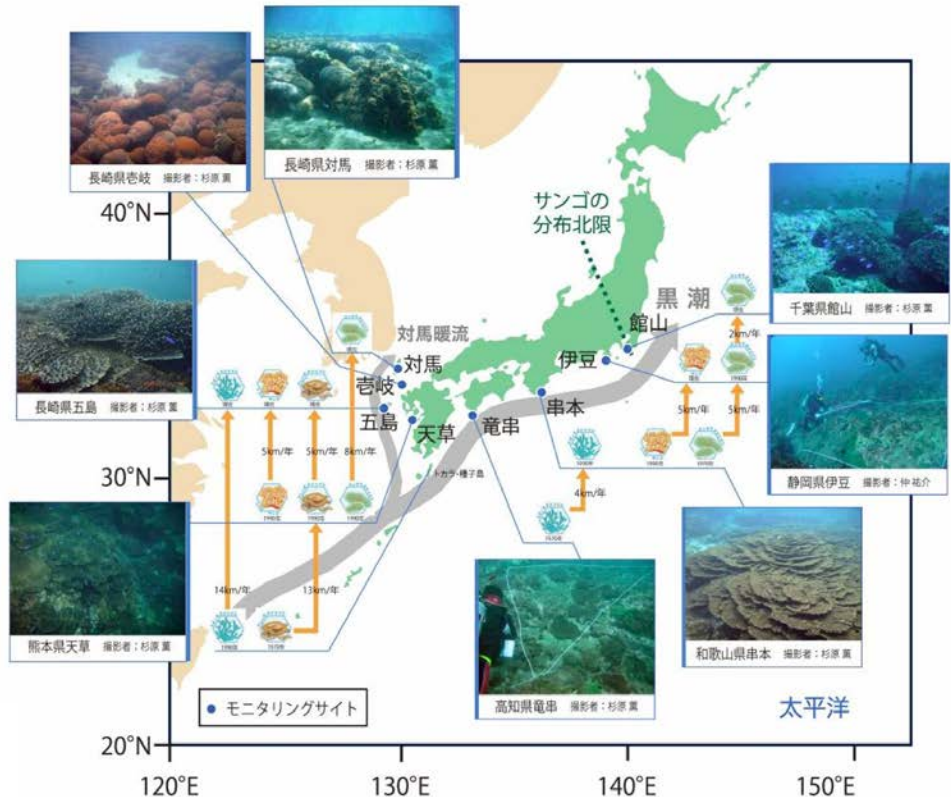 長崎県壱岐 撮影者：杉原 薫
長崎県対馬 撮影者：杉原 薫
40°N
サンゴの
分布北限
千葉県館山 撮影者：杉原 薫
黒潮
館山
対馬暖流
対馬
伊豆
2km/年
長崎県五島 撮影者：杉原 薫
壱岐
五島
天草
竜串
串本
5km/年
5km/年
5km/年
5km/年
8km/年
30°N
トカラ・種子島
静岡県伊豆 撮影者：仲 祐介
4km/年
14km/年
13km/年
熊本県天草 撮影者：杉原 薫
和歌山県串本 撮影者：杉原 薫
高知県竜串 撮影者：杉原 薫
モニタリングサイト
太平洋
20°N
120°E
130°E
140°E
150°E